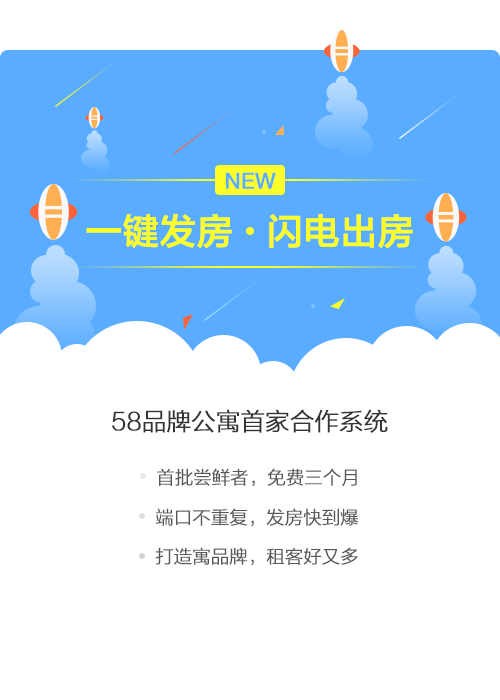 NEW
一键发房·闪电出房
58品牌公寓首家合作系统
首批尝鲜者，免费三个月
端口不重复，发房快到爆
打造寓品牌，租客好又多